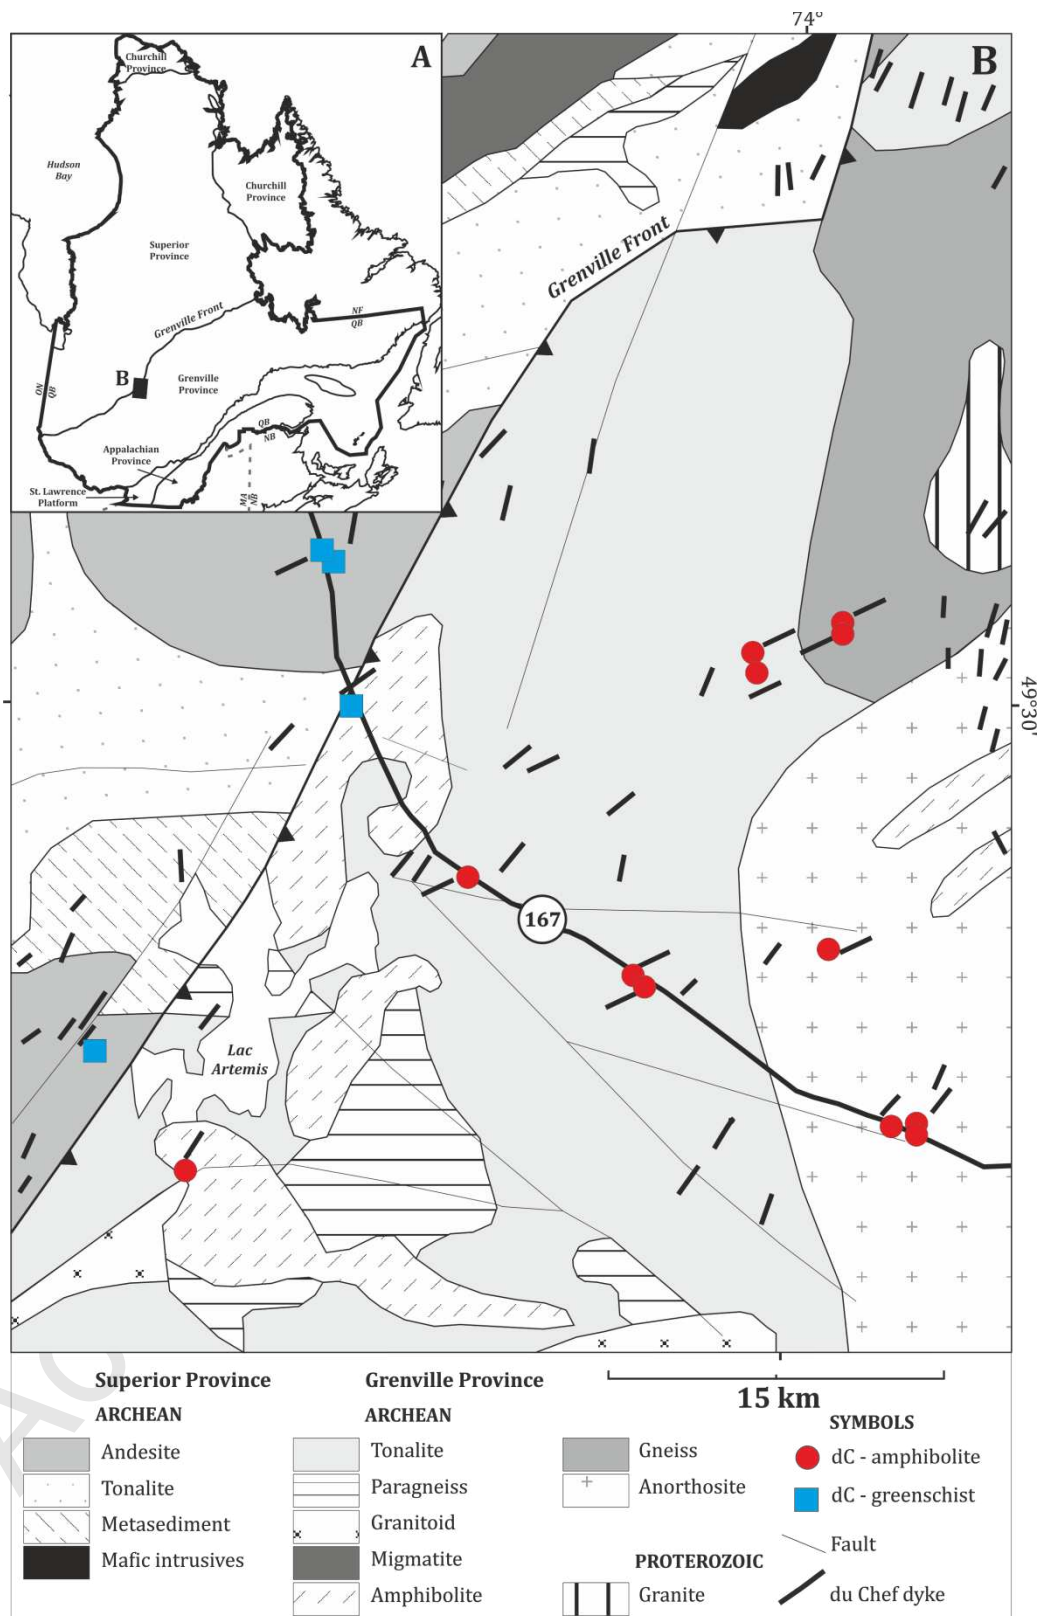 74°
A
B
Churchill
Province
Hudson
Bay
Churchill
Province
Superior
Province
Grenville Front
NF
QB
ON
QB
B
Grenville
Province
QB
NB
Appalachian
Province
St. Lawrence
Platform
MA
NB
Grenville Front
49°30'
167
Lac
Artemis
15 km
Superior Province
ARCHEAN
Andesite
Tonalite
Metasediment
Mafic intrusives
Grenville Province
ARCHEAN
Tonalite
Paragneiss
Granitoid
Migmatite
Amphibolite
Gneiss
Anorthosite
PROTEROZOIC
Granite
SYMBOLS
dC - amphibolite
dC - greenschist
Fault
du Chef dyke